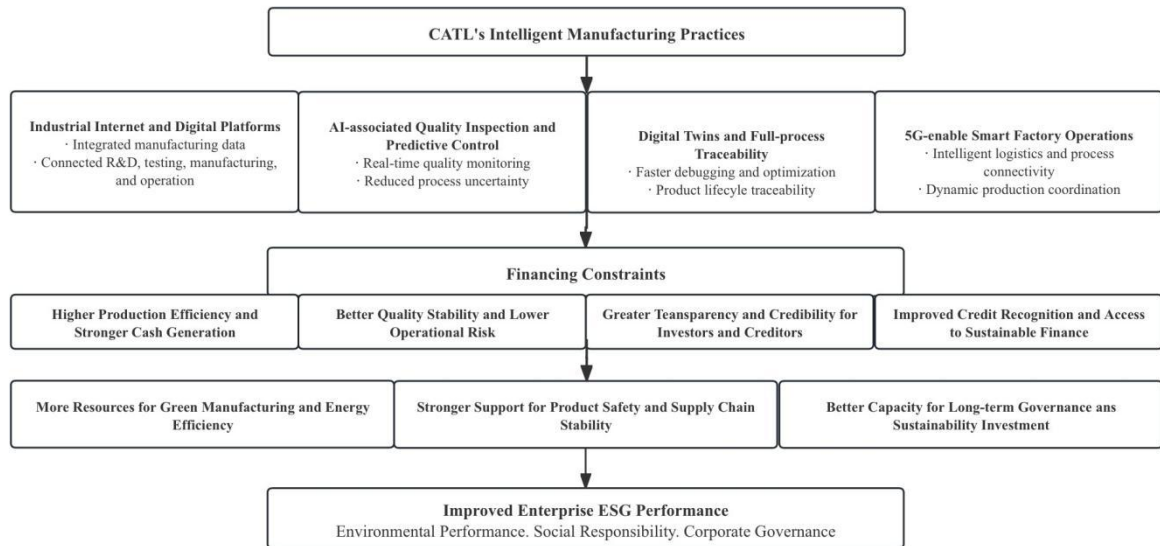 CATL's Intelligent Manufacturing Practices
Industrial Internet and Digital Platforms
· Integrated manufacturing data
· Connected R&D, testing, manufacturing,
and operation
AI-associated Quality Inspection and
Predictive Control
· Real-time quality monitoring
· Reduced process uncertainty
Digital Twins and Full-process
Traceability
· Faster debugging and optimization
· Product lifecyle traceability
5G-enable Smart Factory Operations
· Intelligent logistics and process
connectivity
· Dynamic production coordination
Financing Constraints
Higher Production Efficiency and
Stronger Cash Generation
Better Quality Stability and Lower
Operational Risk
Greater Teansparency and Credibility for
Investors and Creditors
Improved Credit Recognition and Access
to Sustainable Finance
More Resources for Green Manufacturing and Energy
Efficiency
Stronger Support for Product Safety and Supply Chain
Stability
Better Capacity for Long-term Governance ans
Sustainability Investment
Improved Enterprise ESG Performance
Environmental Performance. Social Responsibility. Corporate Governance